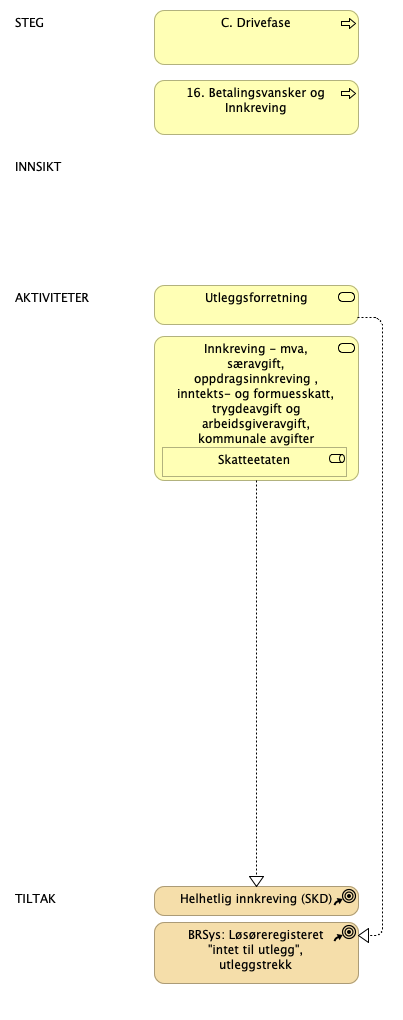 STEG
C. Drivefase
16. Betalingsvansker og
Innkreving
INNSIKT
AKTIVITETER
Utleggsforretning
Innkreving - mva,
særavgift,
oppdragsinnkreving ,
inntekts- og formuesskatt,
trygdeavgift og
arbeidsgiveravgift,
kommunale avgifter
Skatteetaten
TILTAK
Helhetlig innkreving (SKD)
BRSys: Løsøreregisteret
"intet til utlegg",
utleggstrekk